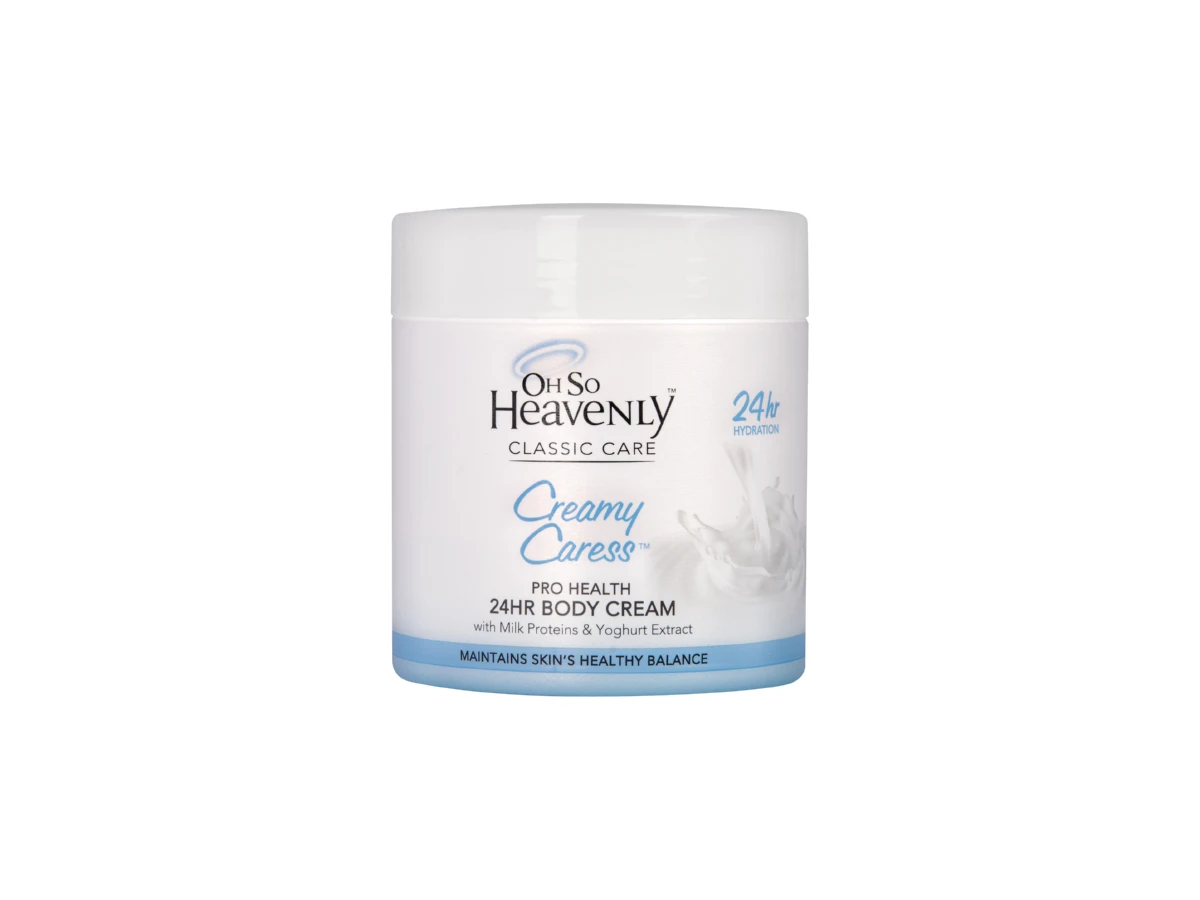 OH SO
HEAVENLY™
CLASSIC CARE
24hr
HYDRATION
Creamy
Caress™
PRO HEALTH
24HR BODY CREAM
with Milk Proteins & Yoghurt Extract
MAINTAINS SKIN'S HEALTHY BALANCE